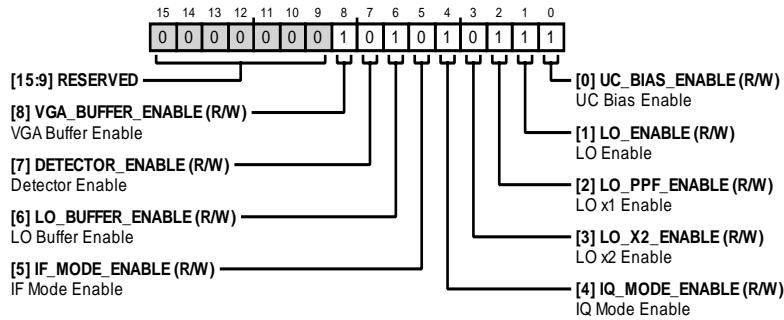 15 14 13 12 11 10 9 8 7 6 5 4 3 2 1 0
0 0 0 0 0 0 0 1 0 1 0 1 0 1 1 1
[15:9] RESERVED
[8] VGA_BUFFER_ENABLE (R/W)
VGA Buffer Enable
[7] DETECTOR_ENABLE (R/W)
Detector Enable
[6] LO_BUFFER_ENABLE (R/W)
LO Buffer Enable
[5] IF_MODE_ENABLE (R/W)
IF Mode Enable
[0] UC_BIAS_ENABLE (R/W)
UC Bias Enable
[1] LO_ENABLE (R/W)
LO Enable
[2] LO_PPF_ENABLE (R/W)
LO x1 Enable
[3] LO_X2_ENABLE (R/W)
LO x2 Enable
[4] IQ_MODE_ENABLE (R/W)
IQ Mode Enable